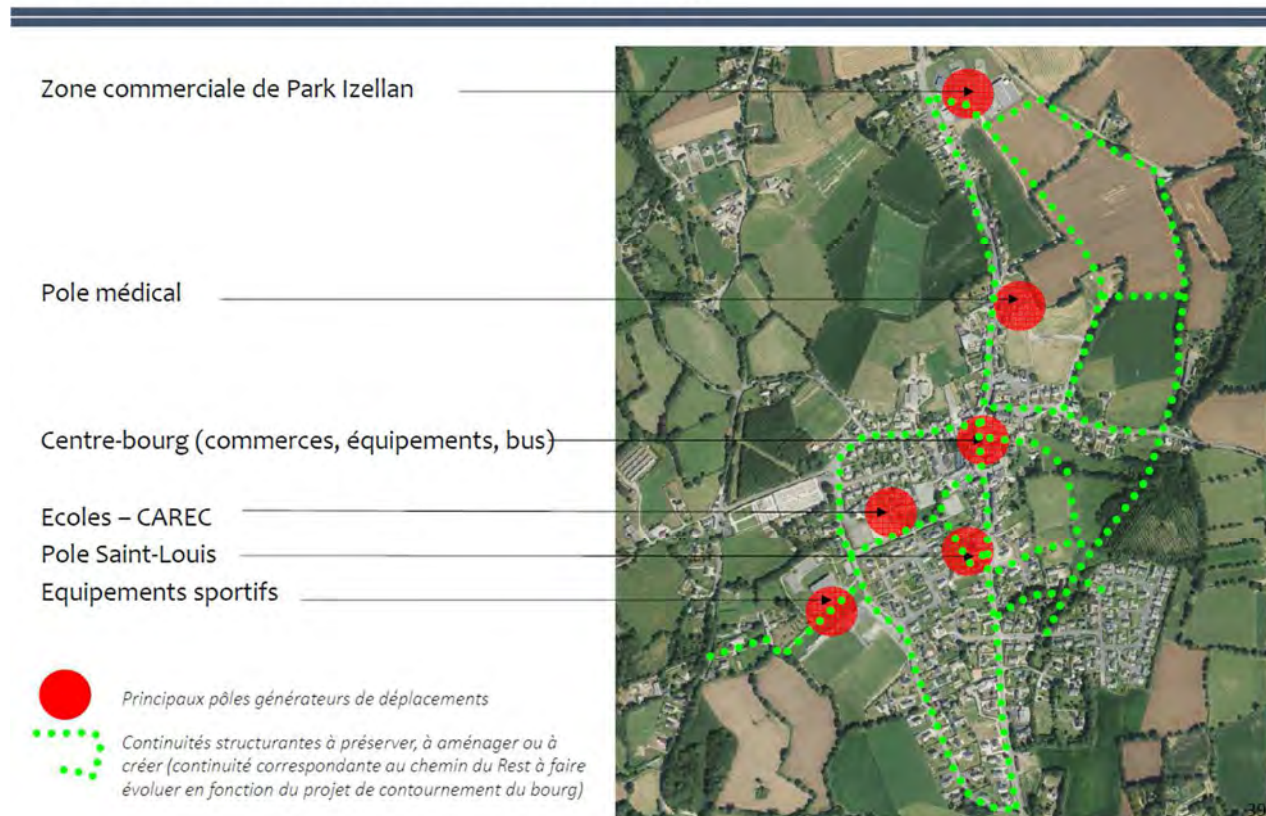 Zone commerciale de Park Izellan
Pole médical
Centre-bourg (commerces, équipements, bus)
Ecoles – CAREC
Pole Saint-Louis
Equipements sportifs
Principaux pôles générateurs de déplacements
Continuités structurantes à préserver, à aménager ou à
créer (continuité correspondante au chemin du Rest à faire
évoluer en fonction du projet de contournement du bourg)
39